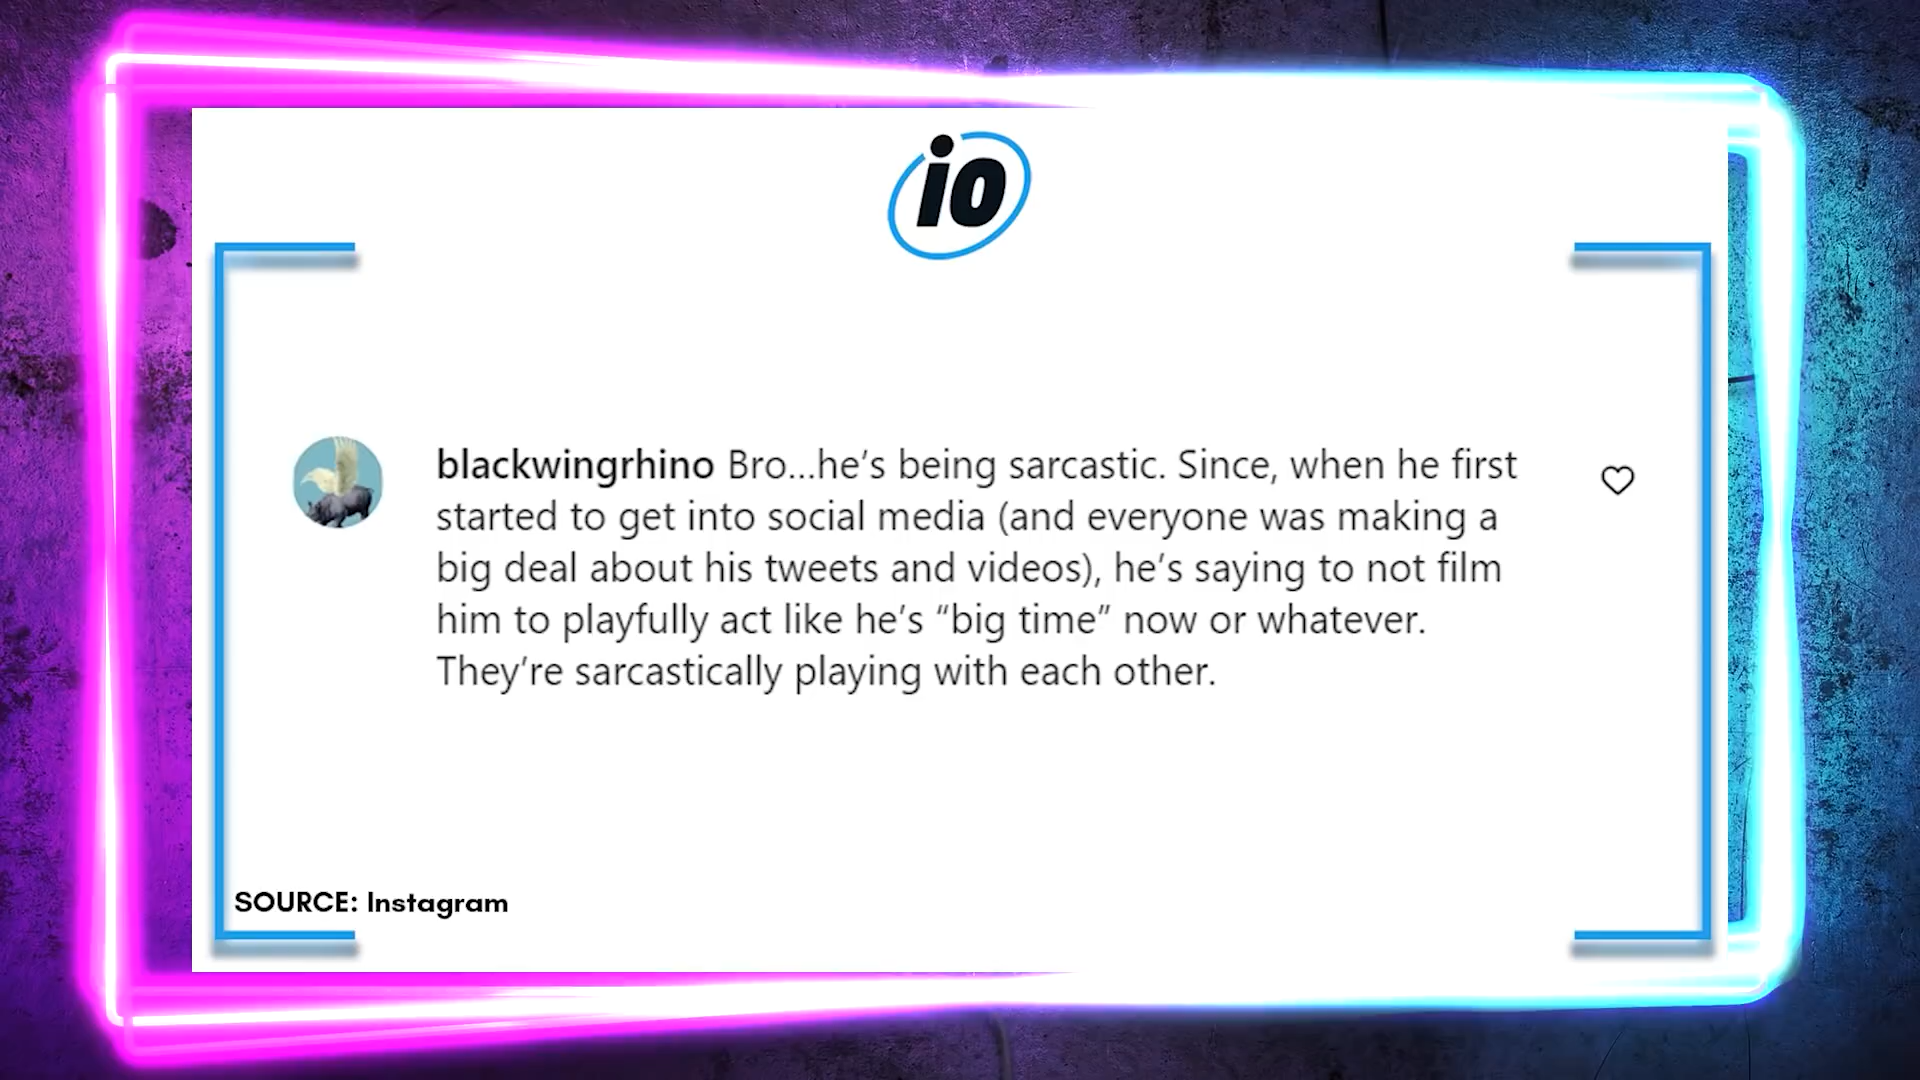 io
blackwingrhino Bro...he’s being sarcastic. Since, when he first
started to get into social media (and everyone was making a
big deal about his tweets and videos), he’s saying to not film
him to playfully act like he’s “big time” now or whatever.
They’re sarcastically playing with each other.
SOURCE: Instagram